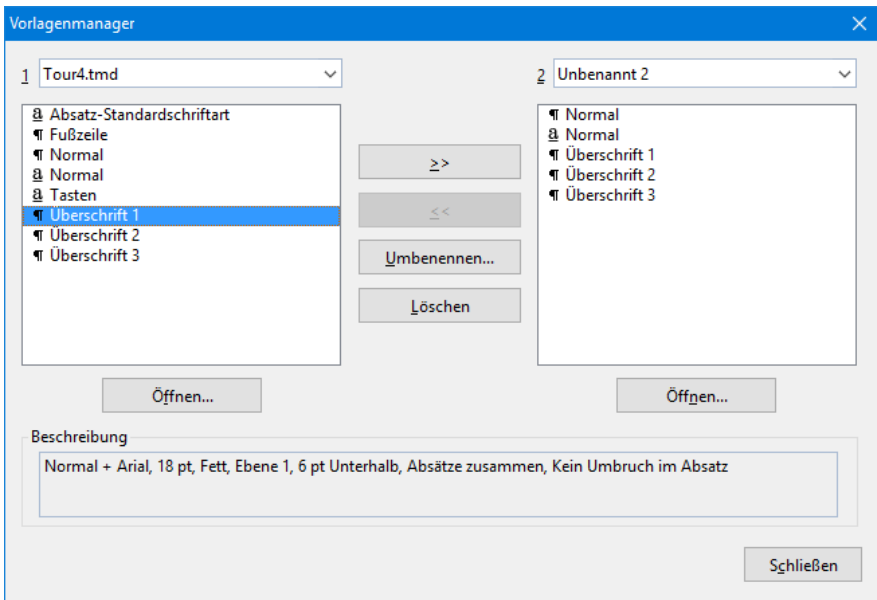 Vorlagenmanager
1 Tour4.tmd
2 Unbenannt 2
a Absatz-Standardschriftart
¶ Fußzeile
¶ Normal
a Normal
a Tasten
¶ Überschrift 1
¶ Überschrift 2
¶ Überschrift 3
>>
<<
Umbenennen...
Löschen
¶ Normal
a Normal
¶ Überschrift 1
¶ Überschrift 2
¶ Überschrift 3
Öffnen...
Öffnen...
Beschreibung
Normal + Arial, 18 pt, Fett, Ebene 1, 6 pt Unterhalb, Absätze zusammen, Kein Umbruch im Absatz
Schließen